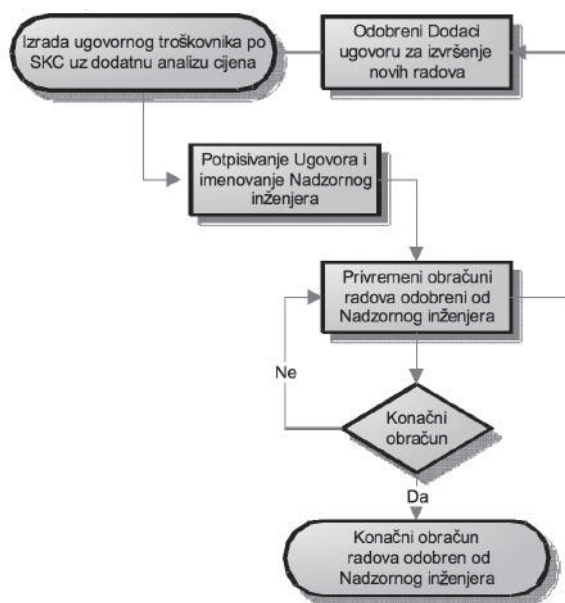 Izrada ugovornog troškovnika po
SKC uz dodatnu analizu cijena
Odobreni Dodaci
ugovoru za izvršenje
novih radova
Potpisivanje Ugovora i
imenovanje Nadzornog
inženjera
Privremeni obračuni
radova odobreni od
Nadzornog inženjera
Ne
Konačni
obračun
Da
Konačni obračun
radova odobren od
Nadzornog inženjera